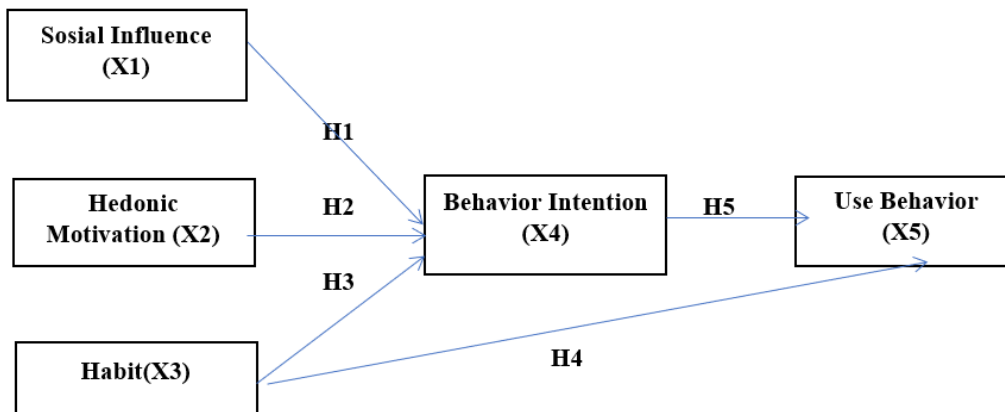 Sosial Influence
(X1)
H1
Hedonic
Motivation (X2)
H2
Behavior Intention
(X4)
H5
Use Behavior
(X5)
H3
Habit(X3)
H4